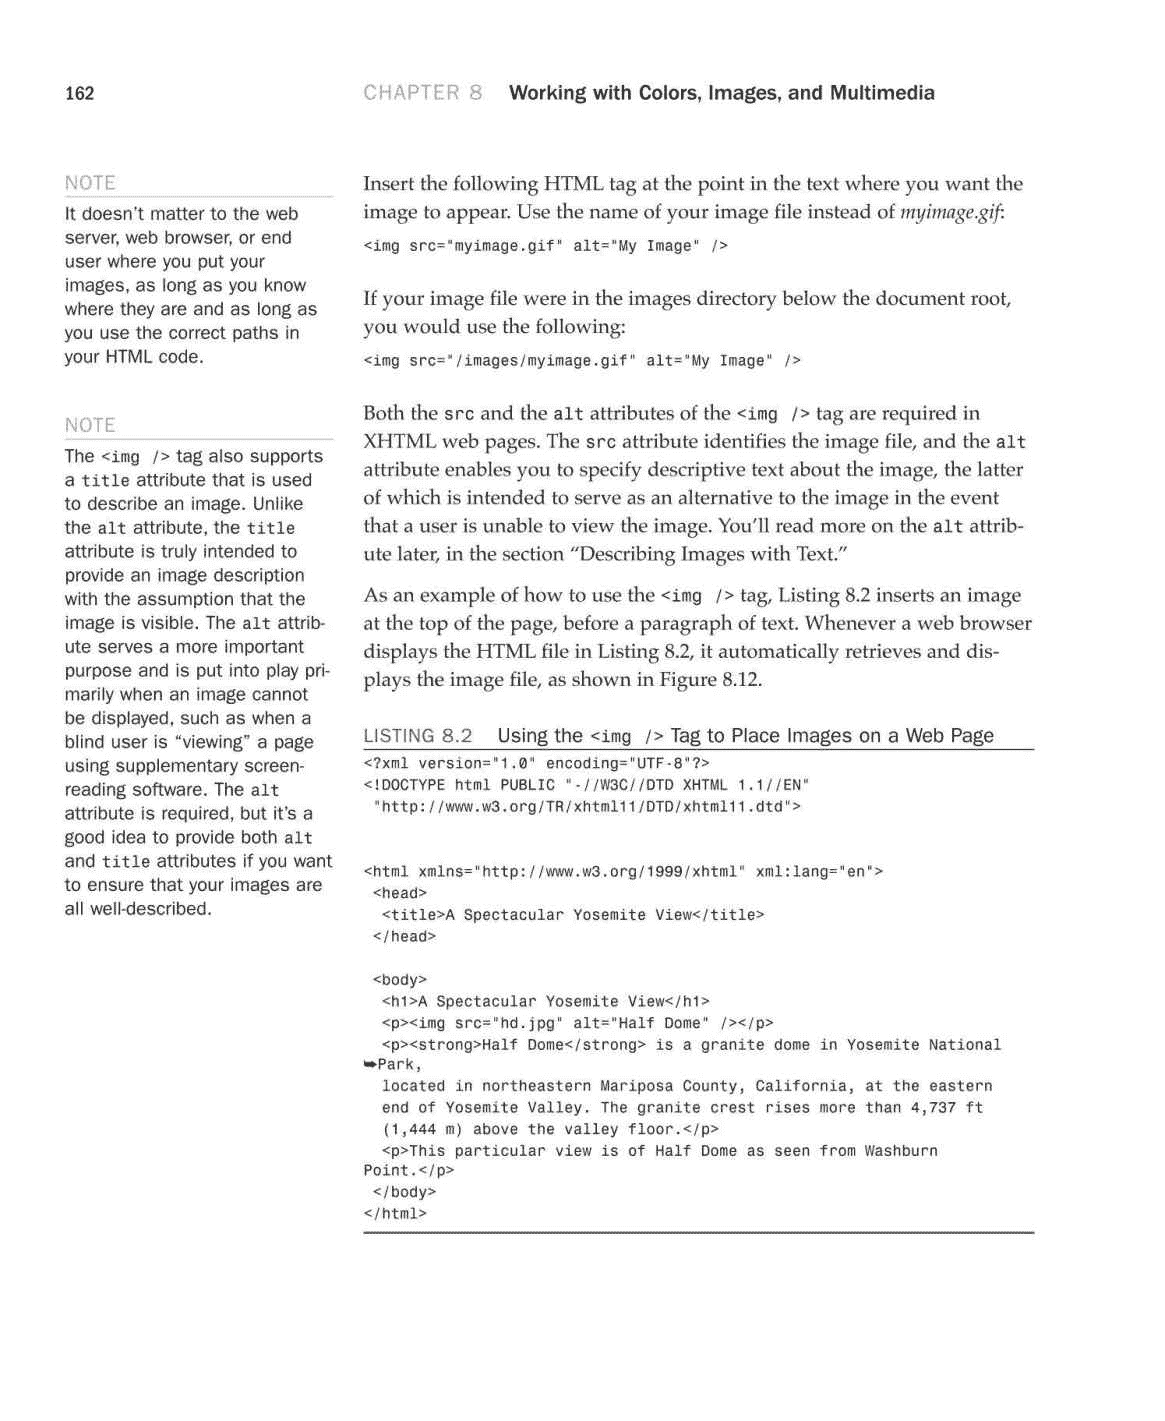 162
CHAPTER 8 Working with Colors, Images, and Multimedia
NOTE
It doesn't matter to the web
server, web browser, or end
user where you put your
images, as long as you know
where they are and as long as
you use the correct paths in
your HTML code.
NOTE
The <img /> tag also supports
a title attribute that is used
to describe an image. Unlike
the alt attribute, the title
attribute is truly intended to
provide an image description
with the assumption that the
image is visible. The alt attrib-
ute serves a more important
purpose and is put into play pri-
marily when an image cannot
be displayed, such as when a
blind user is “viewing” a page
using supplementary screen-
reading software. The alt
attribute is required, but it's a
good idea to provide both alt
and title attributes if you want
to ensure that your images are
all well-described.
Insert the following HTML tag at the point in the text where you want the
image to appear. Use the name of your image file instead of myimage.gif:
<img src="myimage.gif" alt="My Image" />
If your image file were in the images directory below the document root,
you would use the following:
<img src="/images/myimage.gif" alt="My Image" />
Both the src and the alt attributes of the <img /> tag are required in
XHTML web pages. The src attribute identifies the image file, and the alt
attribute enables you to specify descriptive text about the image, the latter
of which is intended to serve as an alternative to the image in the event
that a user is unable to view the image. You'll read more on the alt attrib-
ute later, in the section “Describing Images with Text.”
As an example of how to use the <img /> tag, Listing 8.2 inserts an image
at the top of the page, before a paragraph of text. Whenever a web browser
displays the HTML file in Listing 8.2, it automatically retrieves and dis-
plays the image file, as shown in Figure 8.12.
LISTING 8.2 Using the <img /> Tag to Place Images on a Web Page
<?xml version="1.0" encoding="UTF-8"?>
<!DOCTYPE html PUBLIC "-//W3C//DTD XHTML 1.1//EN"
"http://www.w3.org/TR/xhtml11/DTD/xhtml11.dtd">
<html xmlns="http://www.w3.org/1999/xhtml" xml:lang="en">
<head>
<title>A Spectacular Yosemite View</title>
</head>
<body>
<h1>A Spectacular Yosemite View</h1>
<p><img src="hd.jpg" alt="Half Dome" /></p>
<p><strong>Half Dome</strong> is a granite dome in Yosemite National
➥Park,
located in northeastern Mariposa County, California, at the eastern
end of Yosemite Valley. The granite crest rises more than 4,737 ft
(1,444 m) above the valley floor.</p>
<p>This particular view is of Half Dome as seen from Washburn
Point.</p>
</body>
</html>